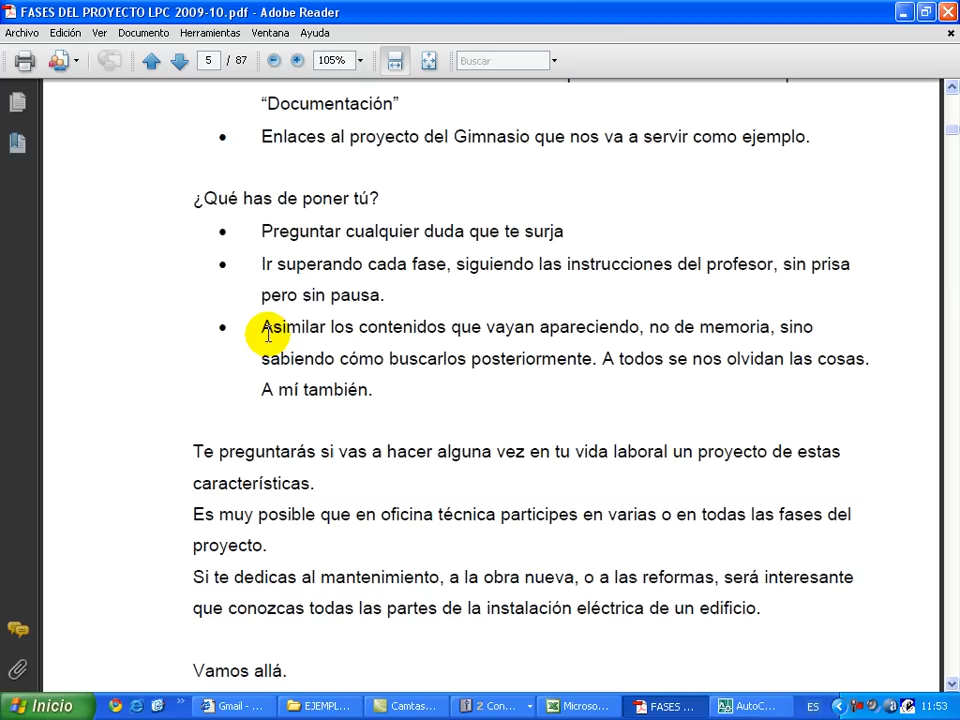 FASES DEL PROYECTO LPC 2009-10.pdf - Adobe Reader
Archivo Edición Ver Documento Herramientas Ventana Ayuda
5 / 87 105% Buscar
“Documentación”
• Enlaces al proyecto del Gimnasio que nos va a servir como ejemplo.
¿Qué has de poner tú?
• Preguntar cualquier duda que te surja
• Ir superando cada fase, siguiendo las instrucciones del profesor, sin prisa
pero sin pausa.
• Asimilar los contenidos que vayan apareciendo, no de memoria, sino
sabiendo cómo buscarlos posteriormente. A todos se nos olvidan las cosas.
A mí también.
Te preguntarás si vas a hacer alguna vez en tu vida laboral un proyecto de estas
características.
Es muy posible que en oficina técnica participes en varias o en todas las fases del
proyecto.
Si te dedicas al mantenimiento, a la obra nueva, o a las reformas, será interesante
que conozcas todas las partes de la instalación eléctrica de un edificio.
Vamos allá.
Inicio Gmail - ... EJEMPL... Camtas... 2 Con... Microso... FASES ... AutoC... ES 11:53